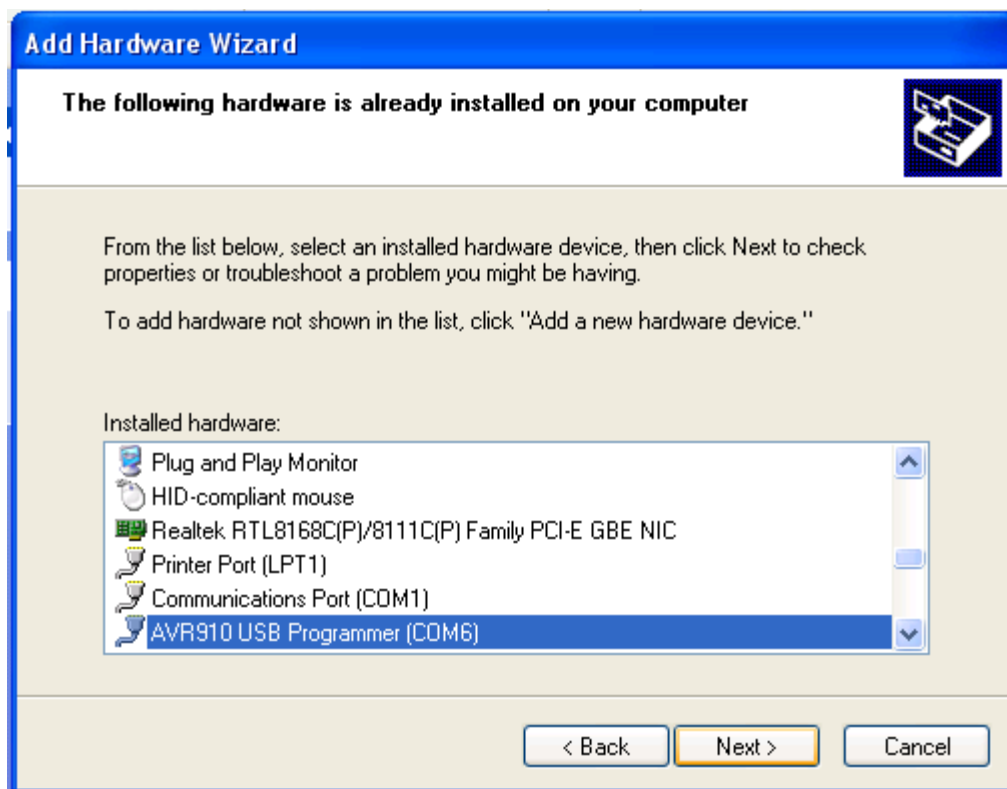 Add Hardware Wizard
The following hardware is already installed on your computer
From the list below, select an installed hardware device, then click Next to check
properties or troubleshoot a problem you might be having.
To add hardware not shown in the list, click "Add a new hardware device."
Installed hardware:
Plug and Play Monitor
HID-compliant mouse
Realtek RTL8168C(P)/8111C(P) Family PCI-E GBE NIC
Printer Port (LPT1)
Communications Port (COM1)
AVR910 USB Programmer (COM6)
< Back
Next >
Cancel